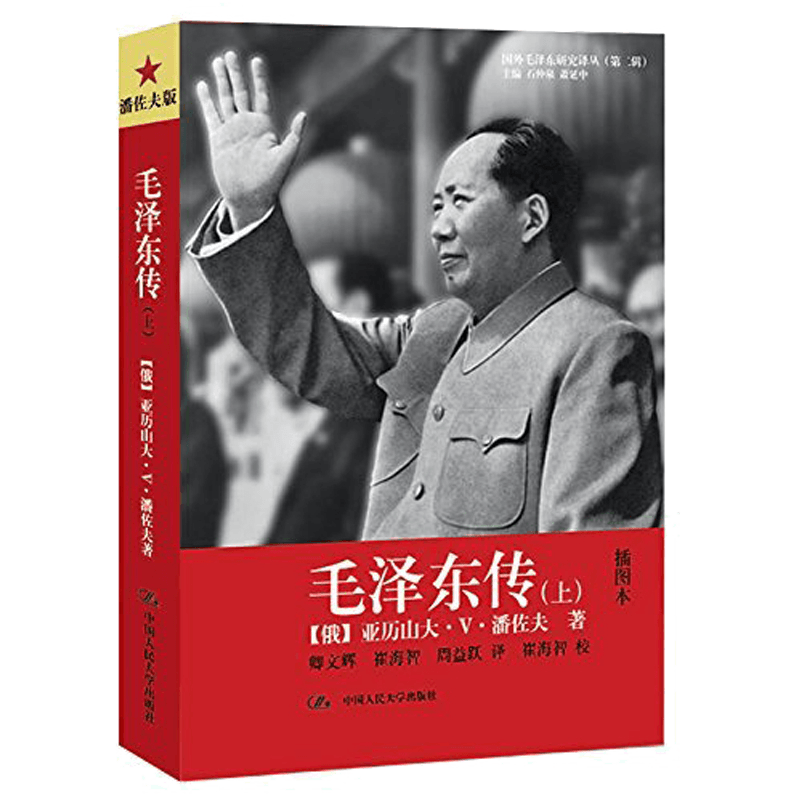 潘佐夫版
毛泽东传(上)
【俄】亚历山大·V·潘佐夫著
中国人民大学出版社
国外毛泽东研究译丛(第二辑)
主编 石仲泉 萧延中
插图本
毛泽东传(上)
【俄】亚历山大·V·潘佐夫 著
卿文辉 崔海智 周益跃 译 崔海智 校
中国人民大学出版社